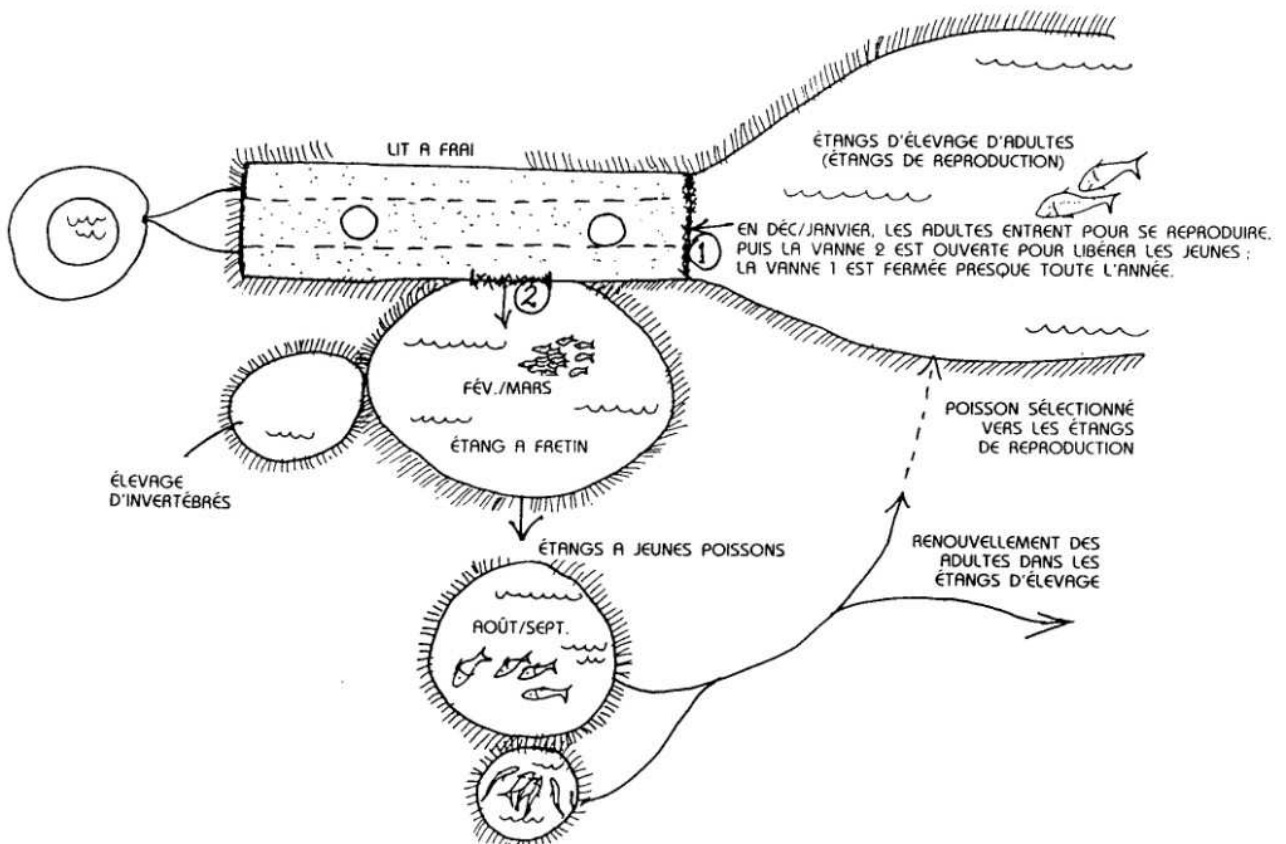 LIT A FRAI
ÉTANGS D'ÉLEVAGE D'ADULTES
(ÉTANGS DE REPRODUCTION)
EN DÉC/JANVIER, LES ADULTES ENTRENT POUR SE REPRODUIRE.
PUIS LA VANNE 2 EST OUVERTE POUR LIBÉRER LES JEUNES :
LA VANNE 1 EST FERMÉE PRESQUE TOUTE L'ANNÉE.
1
2
FÉV./MARS
ÉTANG A FRETIN
ÉLEVAGE
D'INVERTÉBRÉS
POISSON SÉLECTIONNÉ
VERS LES ÉTANGS
DE REPRODUCTION
ÉTANGS A JEUNES POISSONS
RENOUVELLEMENT DES
ADULTES DANS LES
ÉTANGS D'ÉLEVAGE
AOÛT/SEPT.